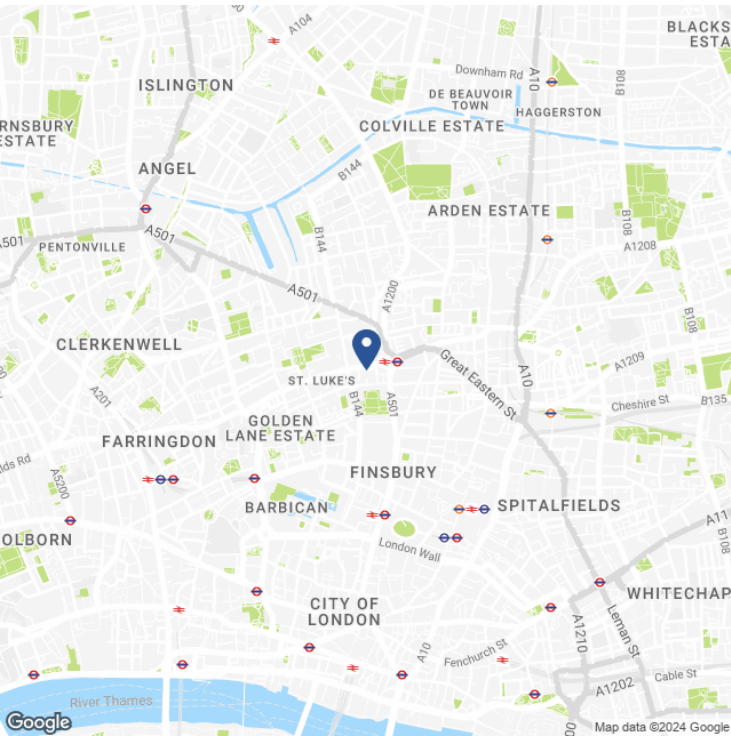 A104
BLACKS
ESTA
Downham Rd
A10
B108
ISLINGTON
DE BEAUVOIR
TOWN
HAGGERSTON
RNSBURY
ESTATE
COLVILLE ESTATE
ANGEL
B144
ARDEN ESTATE
A501
A501
PENTONVILLE
B144
B108
A1208
A501
A1200
B108
CLERKENWELL
A1209
Great Eastern St
A10
ST. LUKE'S
A201
B144
A501
Cheshire St
B135
GOLDEN
LANE ESTATE
FARRINGDON
lds Rd
A5200
FINSBURY
BARBICAN
SPITALFIELDS
OLBORN
London Wall
A11
B108
CITY OF
LONDON
WHITECHAP
A1210
Leman St
A10
Fenchurch St
Cable St
A1202
River Thames
Google
Map data ©2024 Google